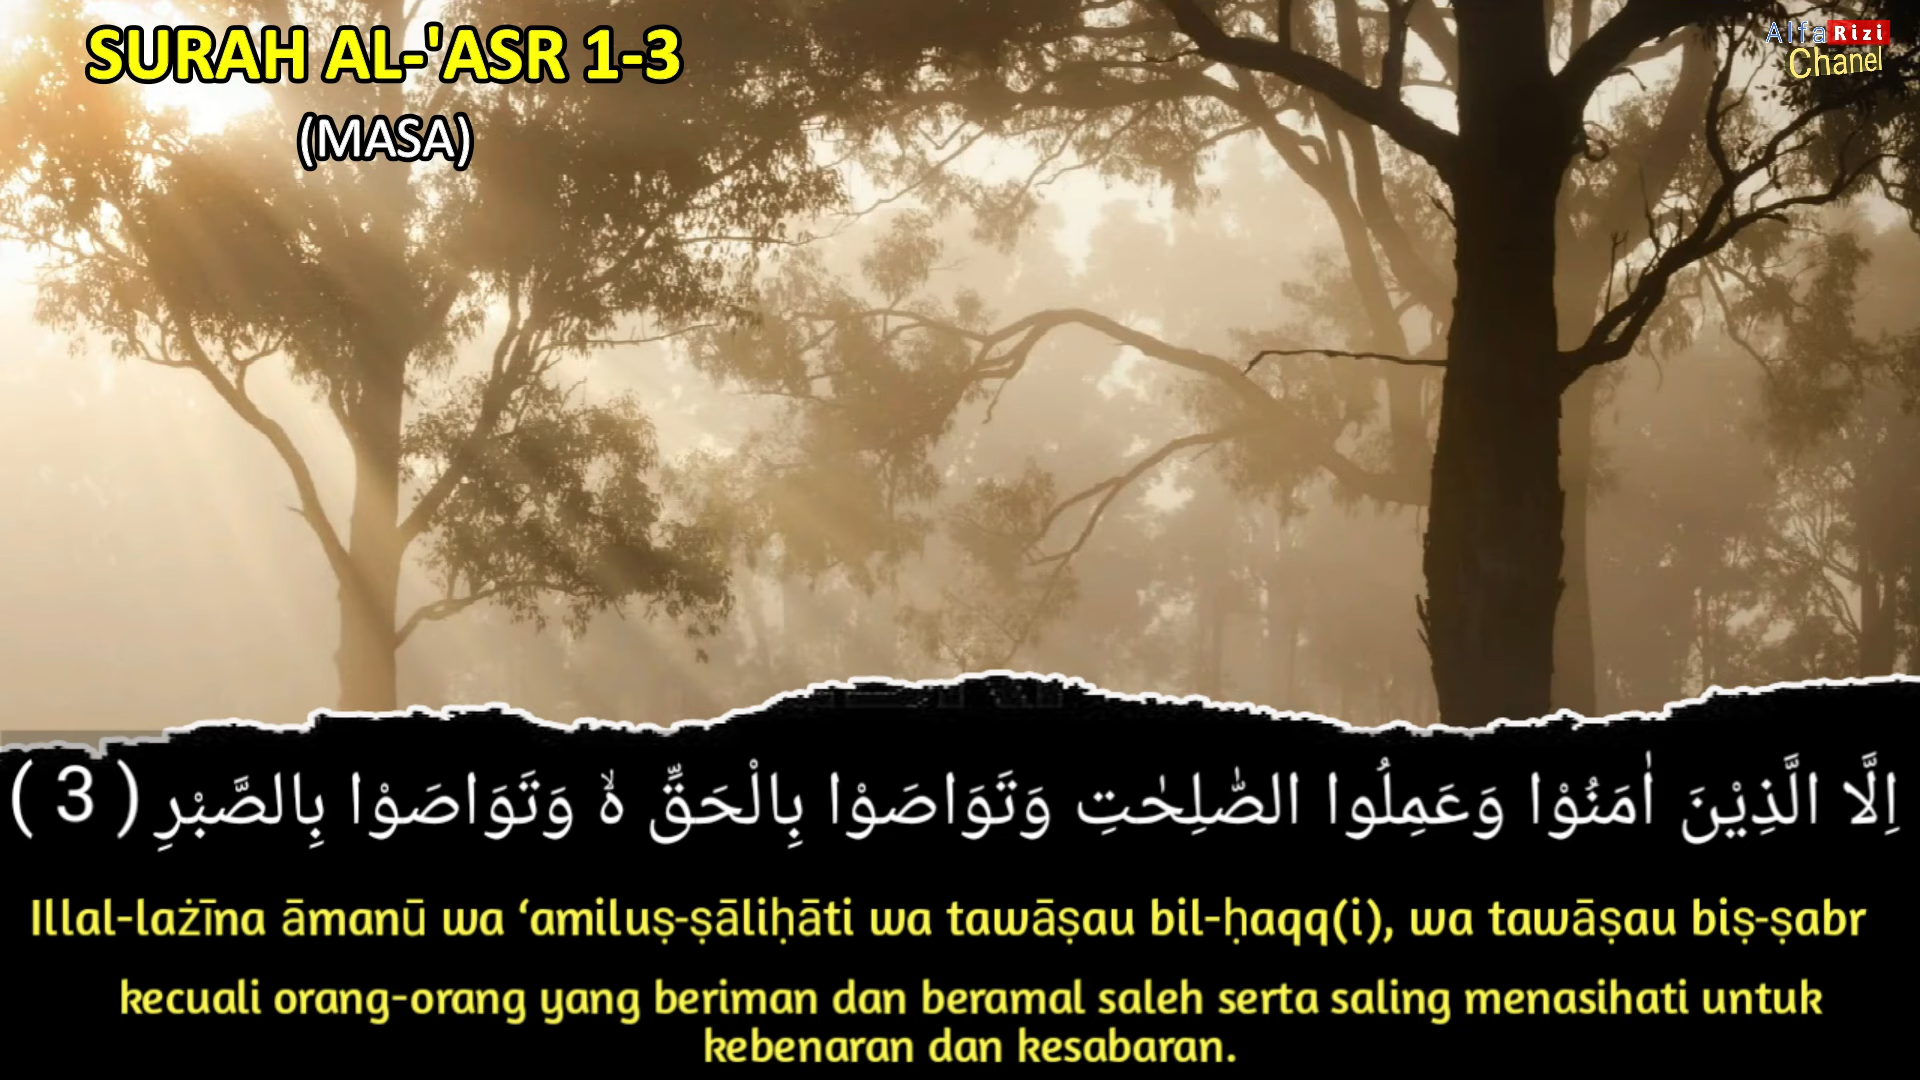 SURAH AL-'ASR 1-3
(MASA)
AlfaRizi
Chanel
اِلَّا الَّذِيْنَ اٰمَنُوْا وَعَمِلُوا الصّٰلِحٰتِ وَتَوَاصَوْا بِالْحَقِّ ەۙ وَتَوَاصَوْا بِالصَّبْرِ ( 3 )
Illal-lażīna āmanū wa ‘amiluṣ-ṣāliḥāti wa tawāṣau bil-ḥaqq(i), wa tawāṣau biṣ-ṣabr
kecuali orang-orang yang beriman dan beramal saleh serta saling menasihati untuk
kebenaran dan kesabaran.